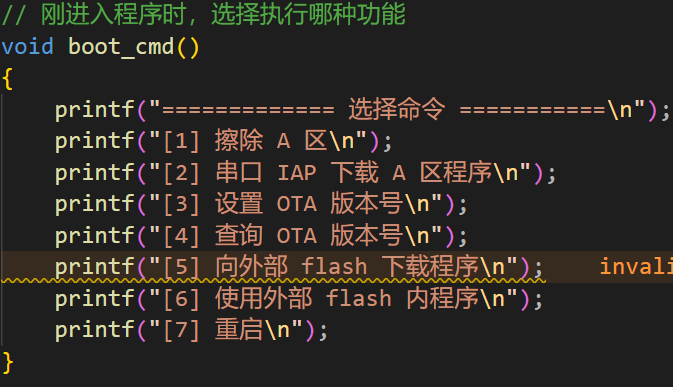 // 刚进入程序时, 选择执行哪种功能
void boot_cmd()
{
    printf("============= 选择命令 ===========\n");
    printf("[1] 擦除 A 区\n");
    printf("[2] 串口 IAP 下载 A 区程序\n");
    printf("[3] 设置 OTA 版本号\n");
    printf("[4] 查询 OTA 版本号\n");
    printf("[5] 向外部 flash 下载程序\n");    invali
    printf("[6] 使用外部 flash 内程序\n");
    printf("[7] 重启\n");
}